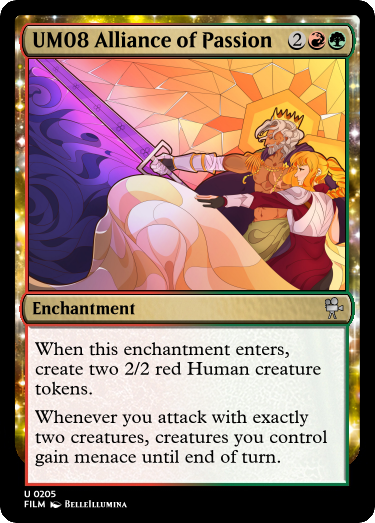 UM08 Alliance of Passion 2
Enchantment
When this enchantment enters,
create two 2/2 red Human creature
tokens.
Whenever you attack with exactly
two creatures, creatures you control
gain menace until end of turn.
U 0205
FILM BelleIllumina